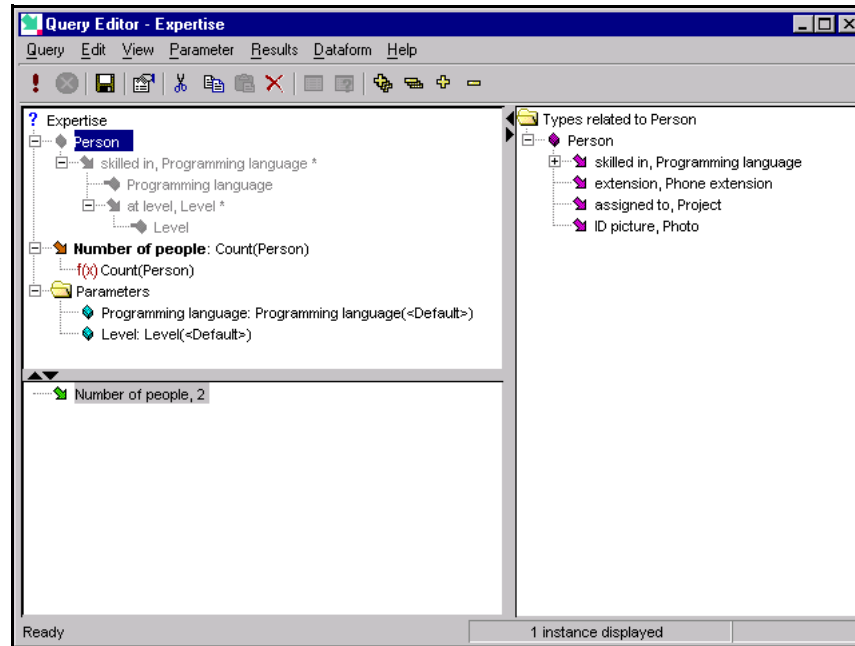 Query Editor - Expertise
Query Edit View Parameter Results Dataform Help
? Expertise
Person
skilled in, Programming language *
Programming language
at level, Level *
Level
Number of people: Count(Person)
f(x) Count(Person)
Parameters
Programming language: Programming language(<Default>)
Level: Level(<Default>)
Types related to Person
Person
skilled in, Programming language
extension, Phone extension
assigned to, Project
ID picture, Photo
Number of people, 2
Ready
1 instance displayed